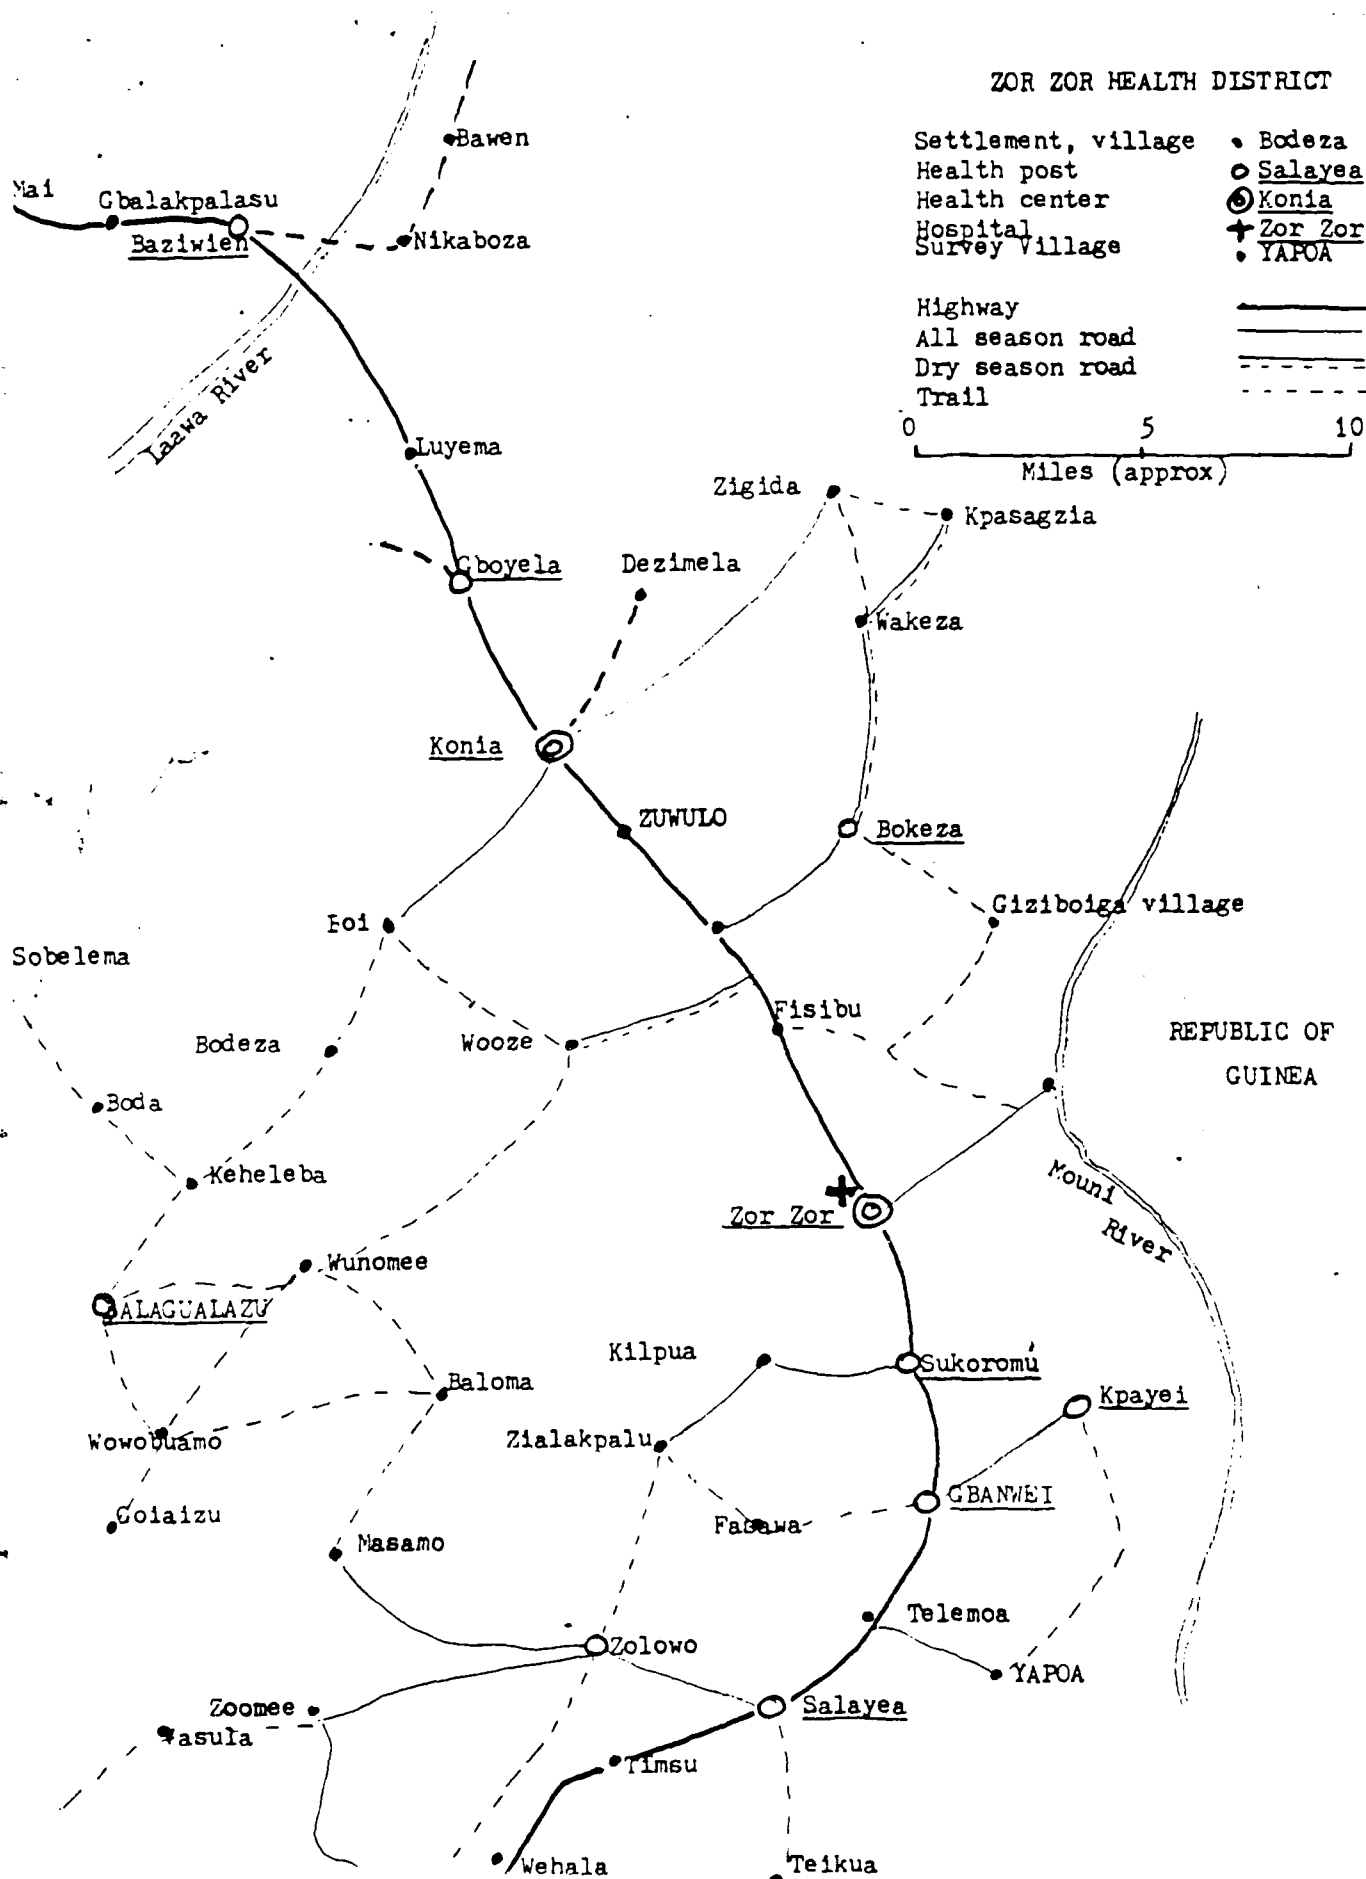 ZOR ZOR HEALTH DISTRICT
Settlement, village • Bodeza
Health post Salayea
Health center Konia
Hospital Zor Zor
Survey Village • YAPOA
Highway
All season road
Dry season road
Trail
0 5 10
Miles (approx)
Bawen
Mai
Gbalakpalasu
Baziwien
Nikaboza
Laawa River
Luyema
Zigida
Kpasagzia
Gboyela
Dezimela
Wakeza
Konia
ZUWULO
Bokeza
Giziboiga village
Boi
Sobelema
Fisibu
Bodeza
Wooze
REPUBLIC OF
GUINEA
Boda
Keheleba
Mouni
River
Zor Zor
Wunomee
BALAGUALAZU
Kilpua
Sukoromu
Baloma
Kpayei
Wowobuamo
Zialakpalu
GBANWEI
Goiaizu
Fabawa
Masamo
Telemoa
Zolowo
YAPOA
Zoomee
Salayea
Timsu
Wehala
Teikua